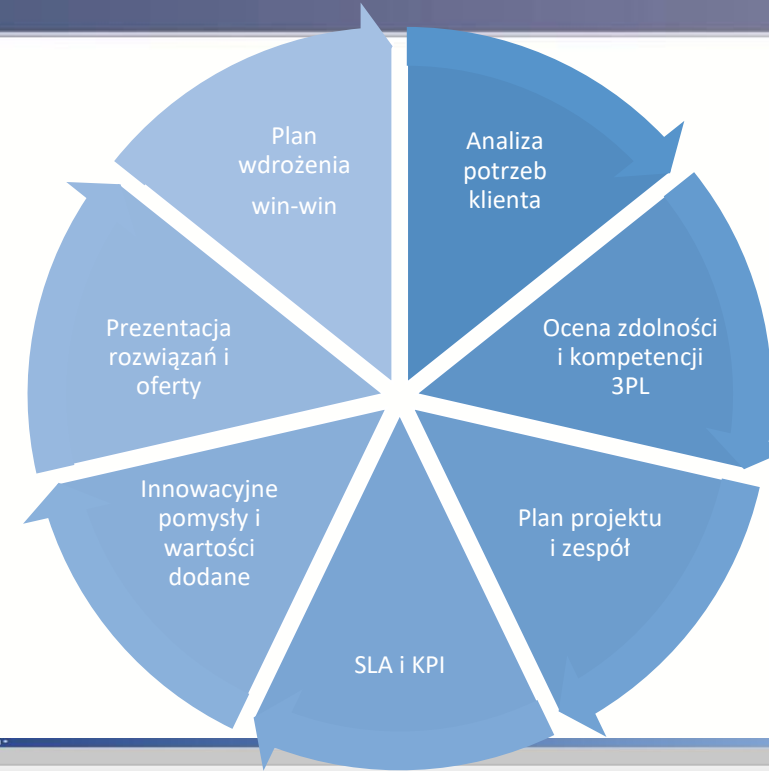 Analiza
potrzeb
klienta
Ocena zdolności
i kompetencji
3PL
Plan projektu
i zespół
SLA i KPI
Innowacyjne
pomysły i
wartości
dodane
Prezentacja
rozwiązań i
oferty
Plan
wdrożenia
win-win